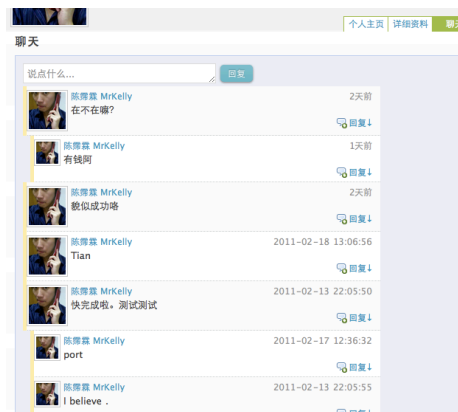 个人主页 详细资料 聊天
聊天
说点什么...
回复
陈霈霖 MrKelly 2天前
在不在嘛?
回复↓
陈霈霖 MrKelly 1天前
有钱阿
回复↓
陈霈霖 MrKelly 2天前
貌似成功咯
回复↓
陈霈霖 MrKelly 2011-02-18 13:06:56
Tian
回复↓
陈霈霖 MrKelly 2011-02-13 22:05:50
快完成啦。测试测试
回复↓
陈霈霖 MrKelly 2011-02-17 12:36:32
port
回复↓
陈霈霖 MrKelly 2011-02-13 22:05:55
I believe .